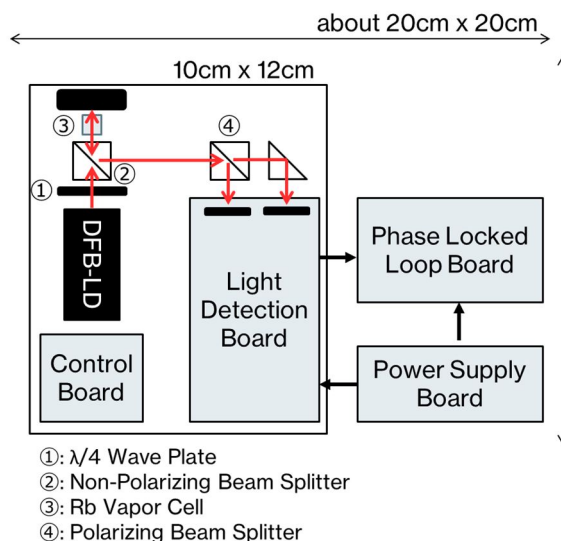 about 20cm x 20cm
10cm x 12cm
③
④
①
②
DFB-LD
Phase Locked
Loop Board
Light
Detection
Board
Control
Board
Power Supply
Board
①: λ/4 Wave Plate
②: Non-Polarizing Beam Splitter
③: Rb Vapor Cell
④: Polarizing Beam Splitter